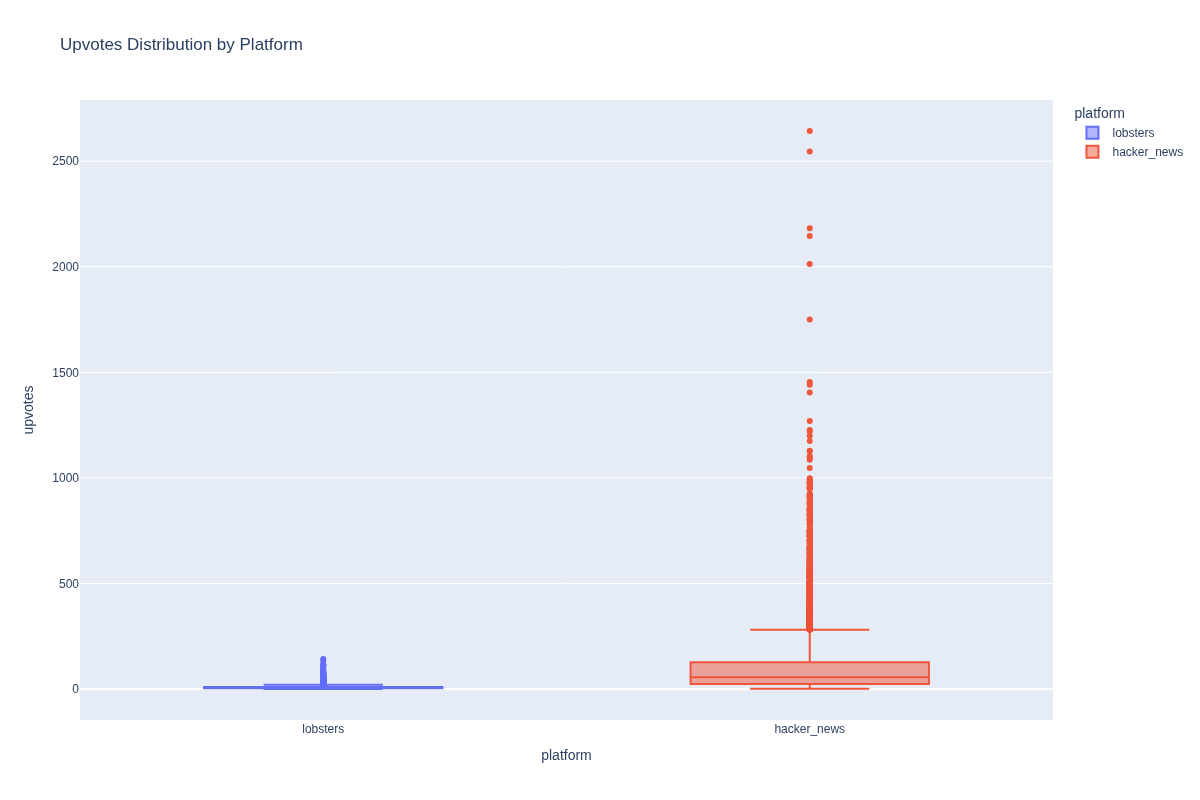 Upvotes Distribution by Platform
platform
lobsters
hacker_news
2500
2000
1500
1000
500
0
upvotes
lobsters
hacker_news
platform